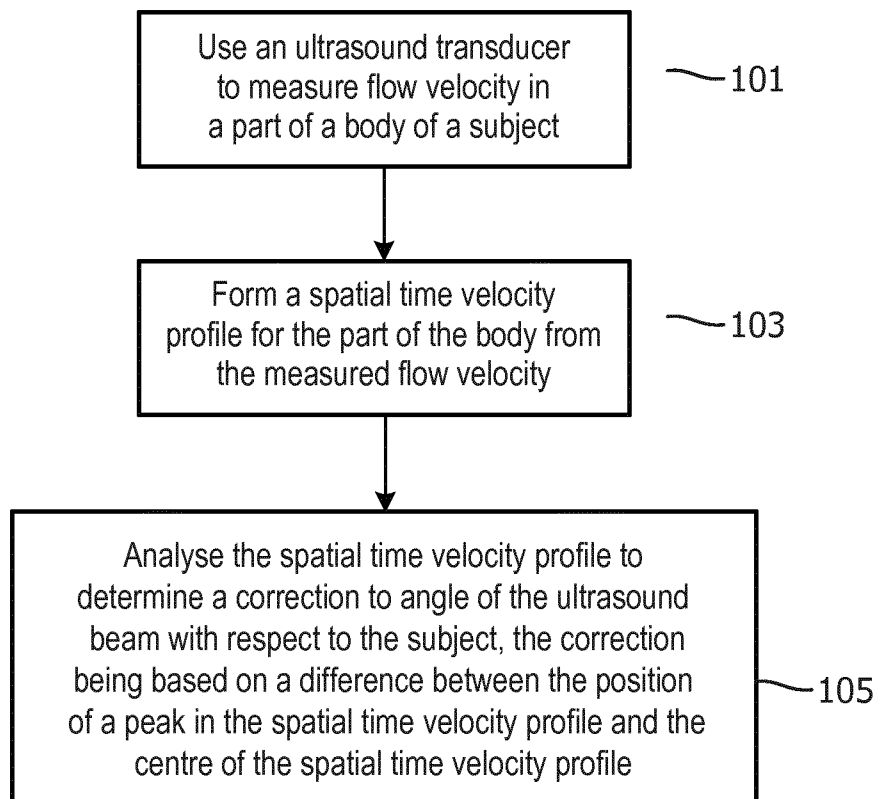 Use an ultrasound transducer
to measure flow velocity in
a part of a body of a subject
101
Form a spatial time velocity
profile for the part of the body from
the measured flow velocity
103
Analyse the spatial time velocity profile to
determine a correction to angle of the ultrasound
beam with respect to the subject, the correction
being based on a difference between the position
of a peak in the spatial time velocity profile and the
centre of the spatial time velocity profile
105